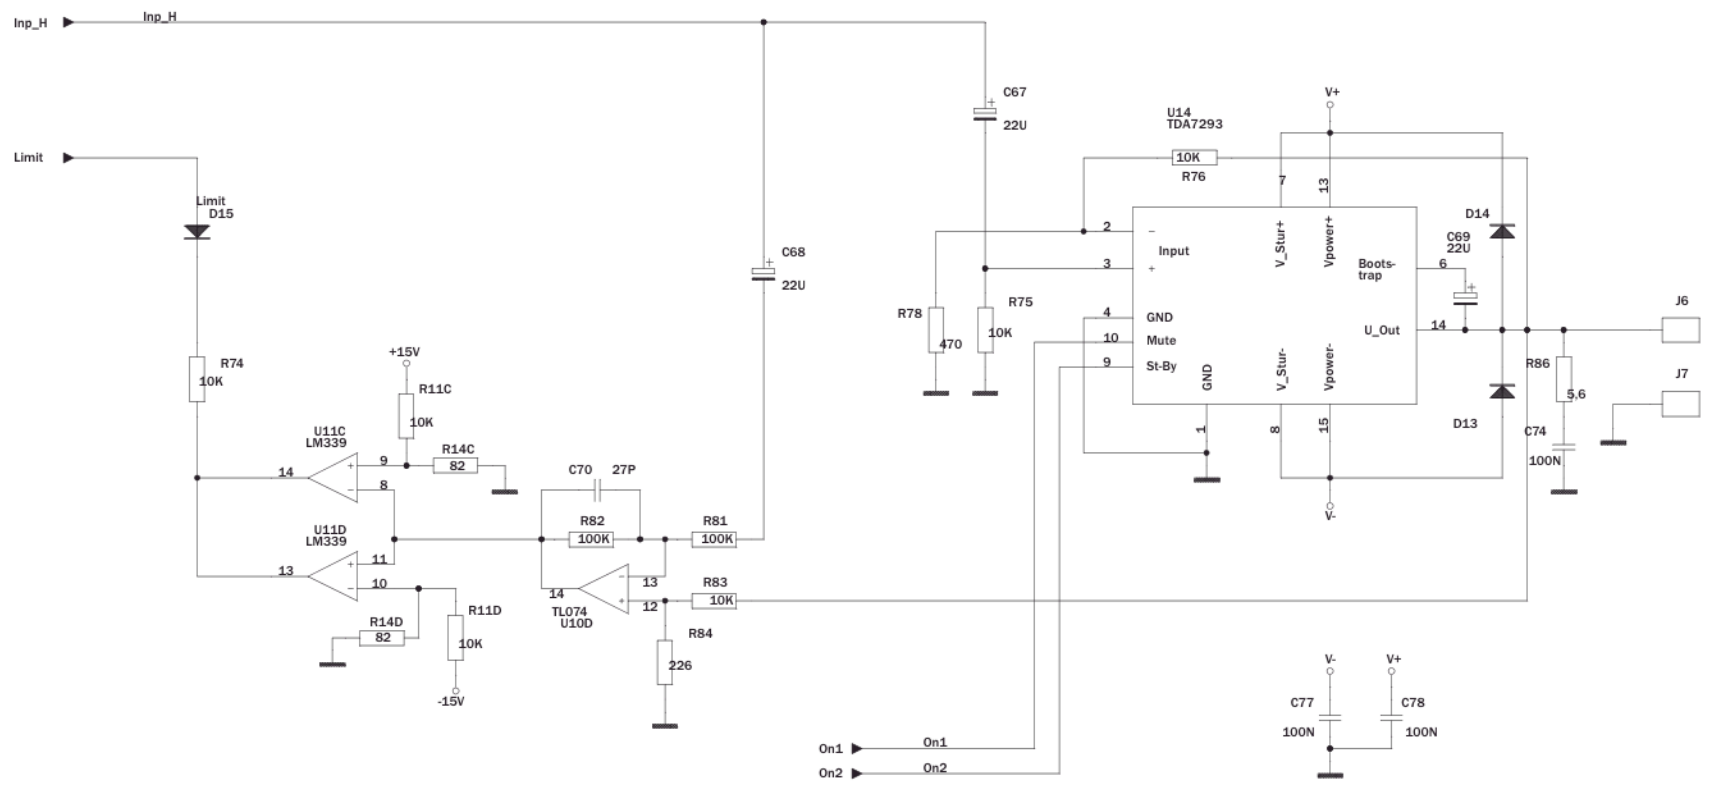 Inp_H
Inp_H
C67
22U
V+
U14
TDA7293
10K
R76
7
13
Limit
Limit
D15
C68
22U
2
−
Input
3
+
V_Stur+
Vpower+
D14
C69
22U
Boots-
trap
6
R78
470
R75
10K
4
GND
10
Mute
9
St-By
GND
V_Stur-
Vpower-
U_Out
14
J6
R86
5,6
J7
D13
C74
100N
1
8
15
V-
R74
10K
+15V
R11C
10K
U11C
LM339
14
+
9
−
8
R14C
82
C70
27P
R82
100K
R81
100K
U11D
LM339
13
+
11
−
10
R14D
82
R11D
10K
-15V
14
−
13
+
12
TL074
U10D
R83
10K
R84
226
V-
V+
C77
100N
C78
100N
On1
On1
On2
On2